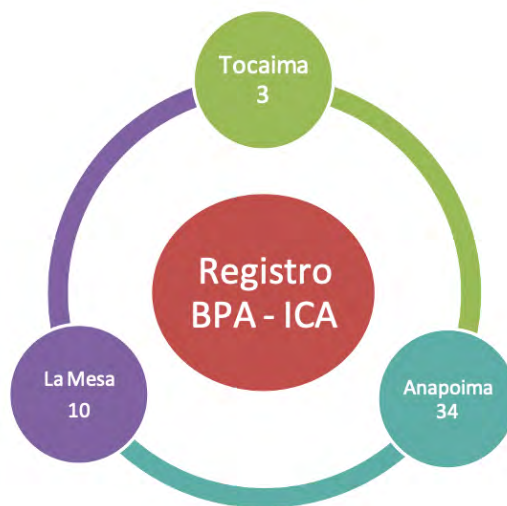 Tocaima
3
Registro
BPA - ICA
La Mesa
10
Anapoima
34